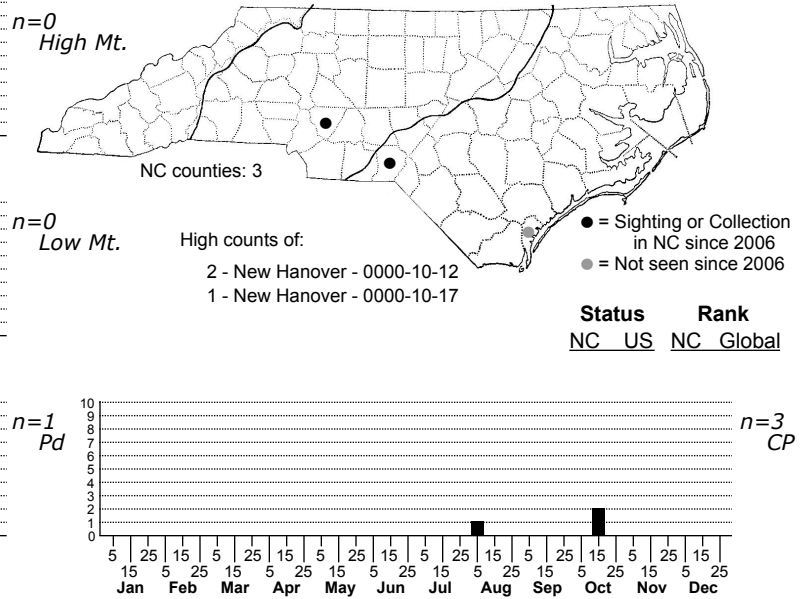 n=0
High Mt.
NC counties: 3
n=0
Low Mt.
High counts of:
2 - New Hanover - 0000-10-12
1 - New Hanover - 0000-10-17
= Sighting or Collection
in NC since 2006
= Not seen since 2006
Status Rank
NC US NC Global
n=1
Pd
10
9
8
7
6
5
4
3
2
1
0
n=3
CP
5 25 15 5 25 15 5 25 15 5 25 15 5 25 15 5 25 15
15 5 25 15 5 25 15 5 25 15 5 25 15 5 25 15 5 25
Jan Feb Mar Apr May Jun Jul Aug Sep Oct Nov Dec